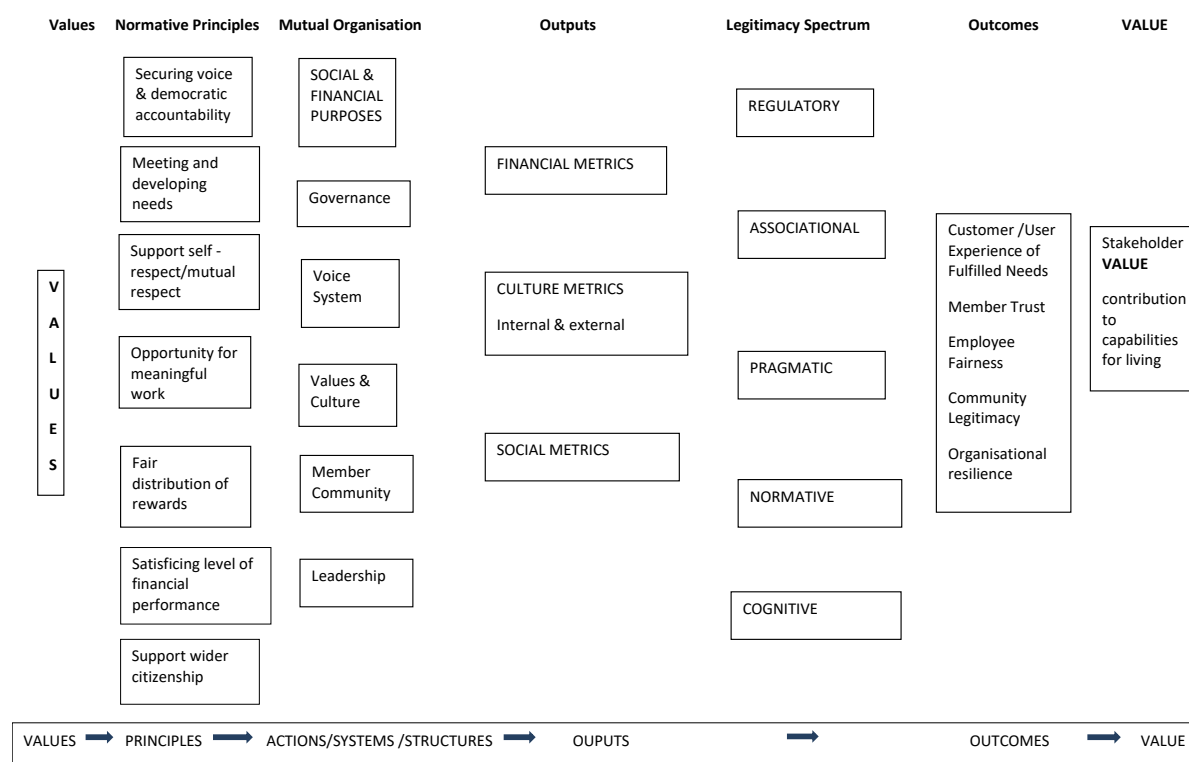 Values Normative Principles Mutual Organisation Outputs Legitimacy Spectrum Outcomes VALUE
V
A
L
U
E
S
Securing voice
& democratic
accountability
Meeting and
developing
needs
Support self -
respect/mutual
respect
Opportunity for
meaningful
work
Fair
distribution of
rewards
Satisficing level of
financial
performance
Support wider
citizenship
SOCIAL &
FINANCIAL
PURPOSES
Governance
Voice
System
Values &
Culture
Member
Community
Leadership
FINANCIAL METRICS
CULTURE METRICS
Internal & external
SOCIAL METRICS
REGULATORY
ASSOCIATIONAL
PRAGMATIC
NORMATIVE
COGNITIVE
Customer /User
Experience of
Fulfilled Needs
Member Trust
Employee
Fairness
Community
Legitimacy
Organisational
resilience
Stakeholder
VALUE
contribution
to
capabilities
for living
VALUES PRINCIPLES ACTIONS/SYSTEMS /STRUCTURES OUPUTS OUTCOMES VALUE